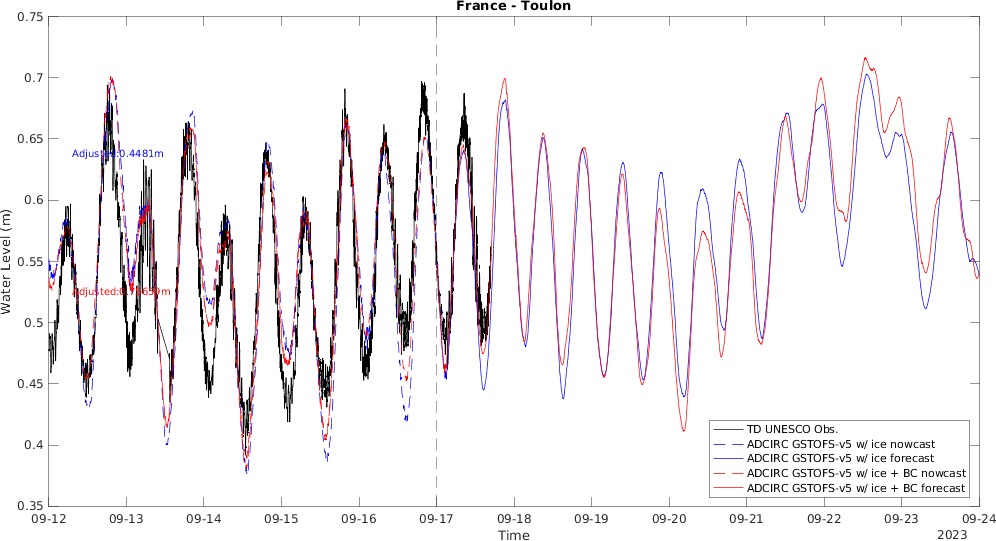 France - Toulon
Water Level (m)
0.75
0.7
0.65
0.6
0.55
0.5
0.45
0.4
0.35
Adjusted:0.4481m
TD UNESCO Obs.
ADCIRC GSTOFS-v5 w/ ice nowcast
ADCIRC GSTOFS-v5 w/ ice forecast
ADCIRC GSTOFS-v5 w/ ice + BC nowcast
ADCIRC GSTOFS-v5 w/ ice + BC forecast
09-12 09-13 09-14 09-15 09-16 09-17 09-18 09-19 09-20 09-21 09-22 09-23 09-24
Time
2023